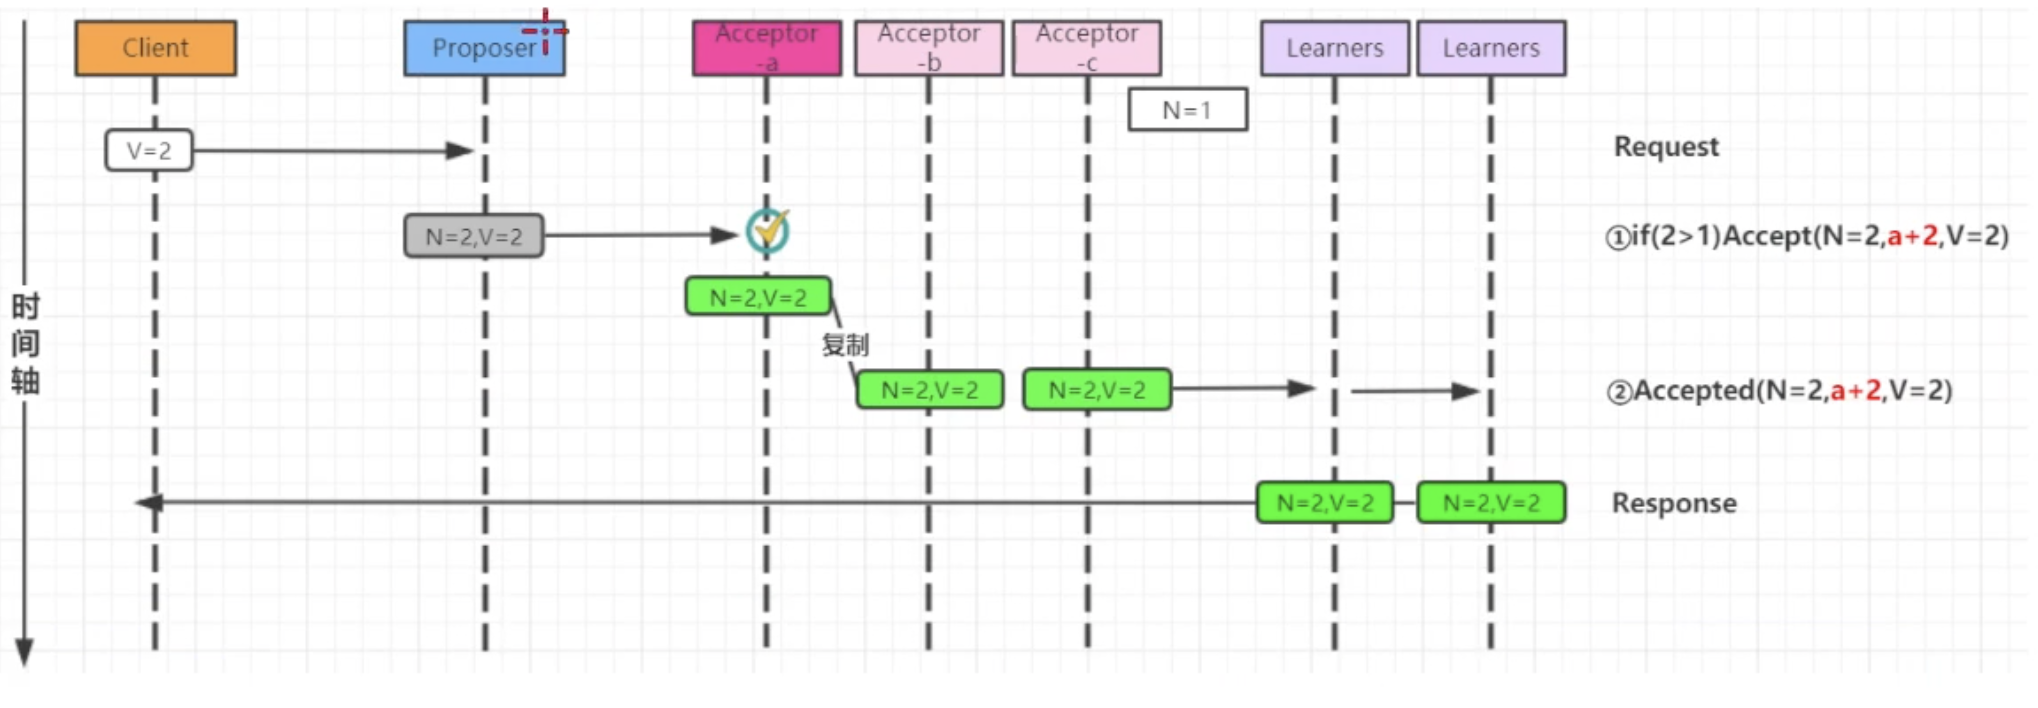 Client
Proposer
Acceptor
-a
Acceptor
-b
Acceptor
-c
Learners
Learners
N=1
V=2
Request
N=2,V=2
①if(2>1)Accept(N=2,a+2,V=2)
N=2,V=2
复制
时间轴
N=2,V=2
N=2,V=2
②Accepted(N=2,a+2,V=2)
N=2,V=2
N=2,V=2
Response